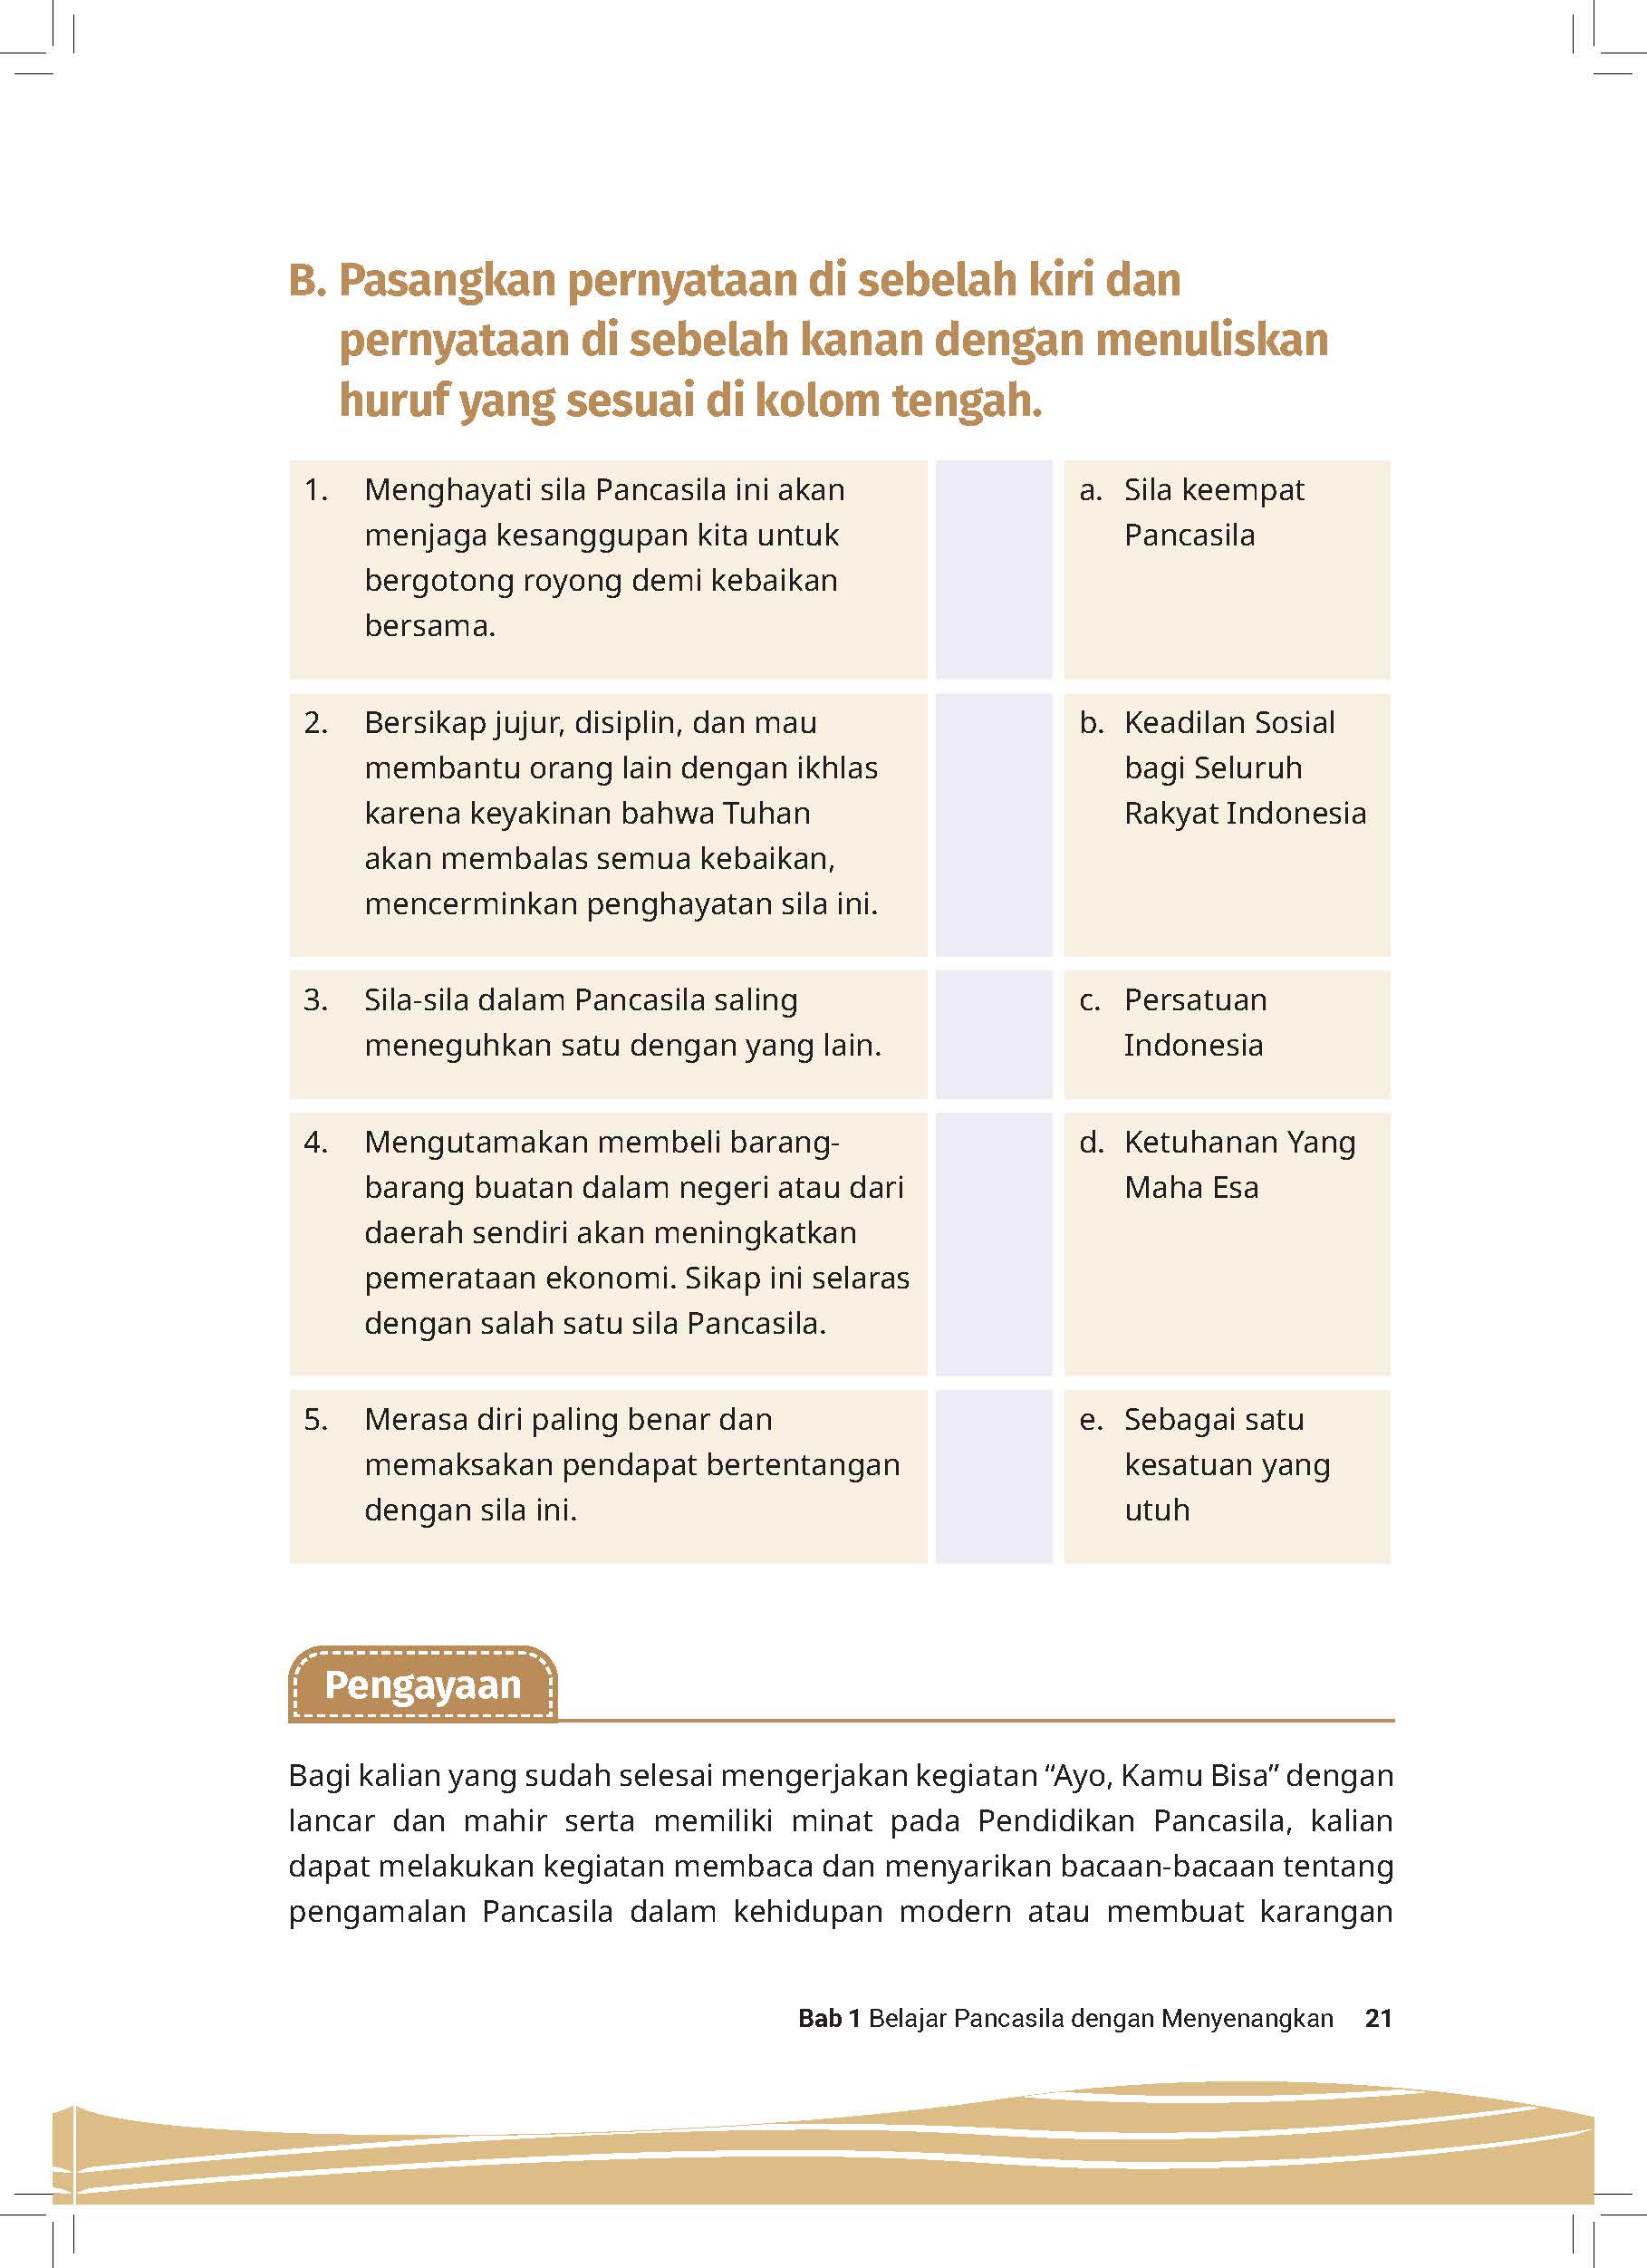 B. Pasangkan pernyataan di sebelah kiri dan
pernyataan di sebelah kanan dengan menuliskan
huruf yang sesuai di kolom tengah.
1. Menghayati sila Pancasila ini akan
menjaga kesanggupan kita untuk
bergotong royong demi kebaikan
bersama.
a. Sila keempat
Pancasila
2. Bersikap jujur, disiplin, dan mau
membantu orang lain dengan ikhlas
karena keyakinan bahwa Tuhan
akan membalas semua kebaikan,
mencerminkan penghayatan sila ini.
b. Keadilan Sosial
bagi Seluruh
Rakyat Indonesia
3. Sila-sila dalam Pancasila saling
meneguhkan satu dengan yang lain.
c. Persatuan
Indonesia
4. Mengutamakan membeli barang-
barang buatan dalam negeri atau dari
daerah sendiri akan meningkatkan
pemerataan ekonomi. Sikap ini selaras
dengan salah satu sila Pancasila.
d. Ketuhanan Yang
Maha Esa
5. Merasa diri paling benar dan
memaksakan pendapat bertentangan
dengan sila ini.
e. Sebagai satu
kesatuan yang
utuh
Pengayaan
Bagi kalian yang sudah selesai mengerjakan kegiatan “Ayo, Kamu Bisa” dengan
lancar dan mahir serta memiliki minat pada Pendidikan Pancasila, kalian
dapat melakukan kegiatan membaca dan menyarikan bacaan-bacaan tentang
pengamalan Pancasila dalam kehidupan modern atau membuat karangan
Bab 1 Belajar Pancasila dengan Menyenangkan 21